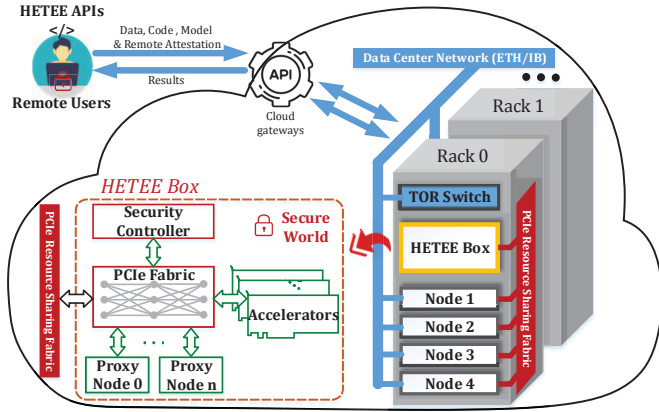 HETEE APIs
</>
Remote Users
Data, Code , Model
& Remote Attestation
Results
API
Cloud
gateways
Data Center Network (ETH/IB)
Rack 1
Rack 0
TOR Switch
HETEE Box
Node 1
Node 2
Node 3
Node 4
PCIe Resource Sharing Fabric
HETEE Box
Security
Controller
Secure
World
PCIe Fabric
Accelerators
Proxy
Node 0
Proxy
Node n
PCIe Resource Sharing Fabric